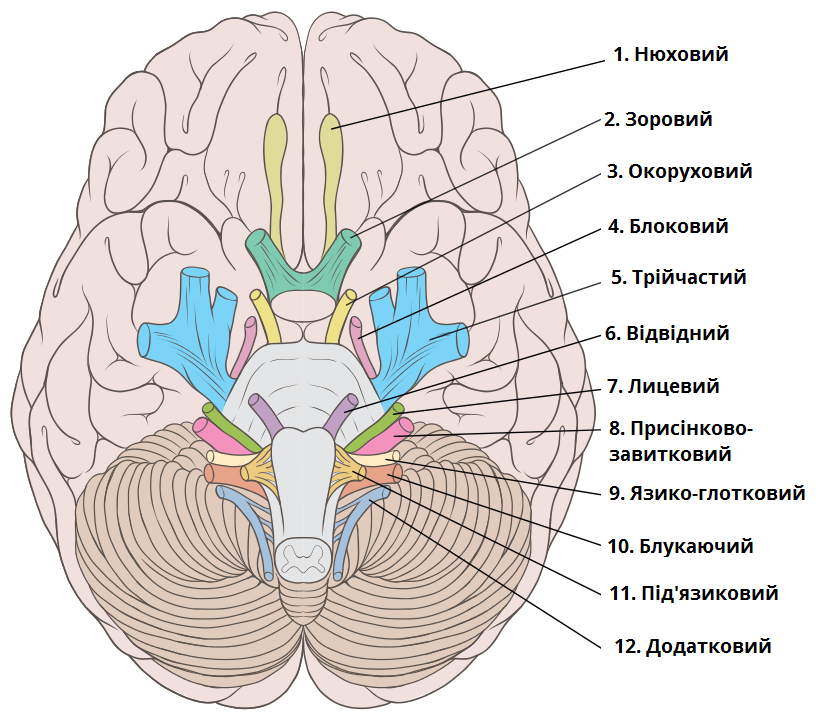 1. Нюховий
2. Зоровий
3. Окоруховий
4. Блоковий
5. Трійчастий
6. Відвідний
7. Лицевий
8. Присінково-
завитковий
9. Язико-глотковий
10. Блукаючий
11. Під'язиковий
12. Додатковий